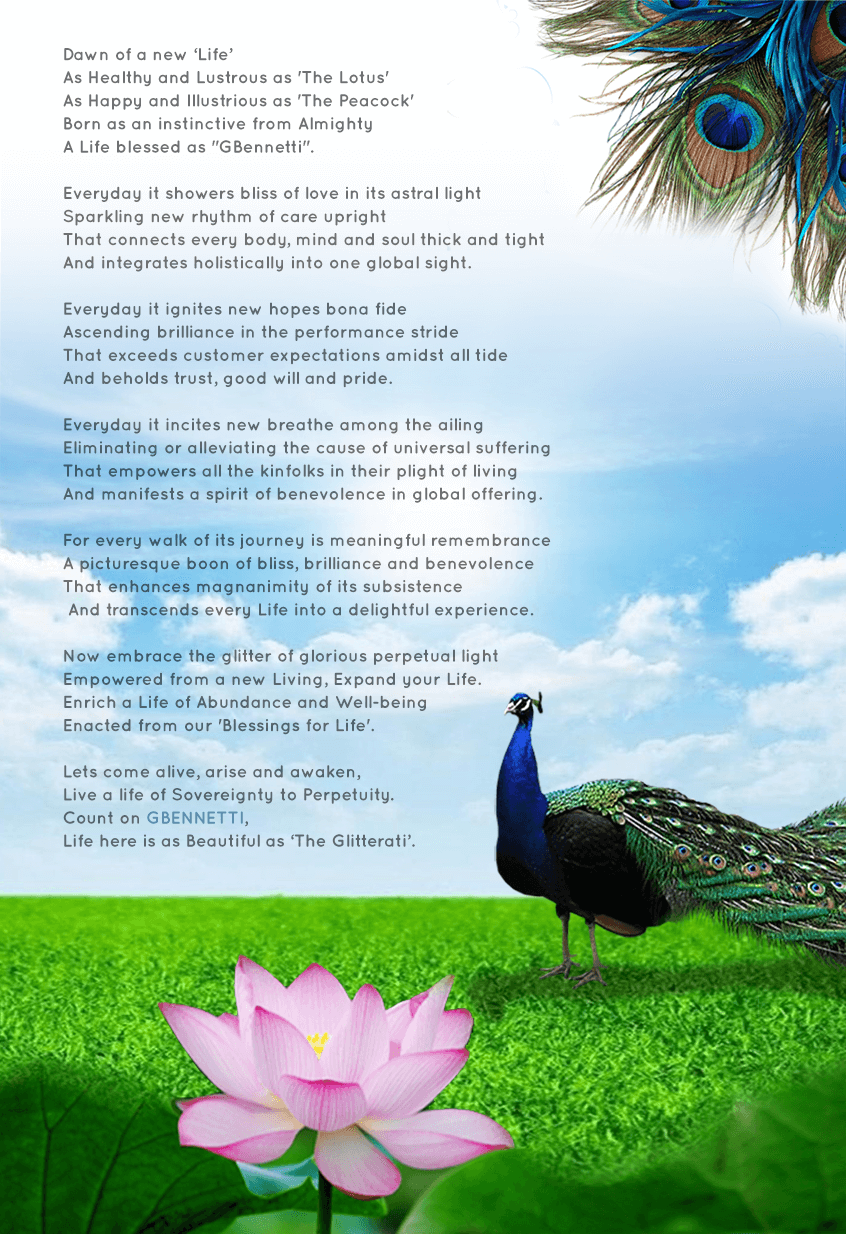 Dawn of a new ‘Life’
As Healthy and Lustrous as 'The Lotus'
As Happy and Illustrious as 'The Peacock'
Born as an instinctive from Almighty
A Life blessed as "GBennetti".
Everyday it showers bliss of love in its astral light
Sparkling new rhythm of care upright
That connects every body, mind and soul thick and tight
And integrates holistically into one global sight.
Everyday it ignites new hopes bona fide
Ascending brilliance in the performance stride
That exceeds customer expectations amidst all tide
And beholds trust, good will and pride.
Everyday it incites new breathe among the ailing
Eliminating or alleviating the cause of universal suffering
That empowers all the kinfolks in their plight of living
And manifests a spirit of benevolence in global offering.
For every walk of its journey is meaningful remembrance
A picturesque boon of bliss, brilliance and benevolence
That enhances magnanimity of its subsistence
And transcends every Life into a delightful experience.
Now embrace the glitter of glorious perpetual light
Empowered from a new Living, Expand your Life.
Enrich a Life of Abundance and Well-being
Enacted from our 'Blessings for Life'.
Lets come alive, arise and awaken,
Live a life of Sovereignty to Perpetuity.
Count on GBENNETTI,
Life here is as Beautiful as ‘The Glitterati’.